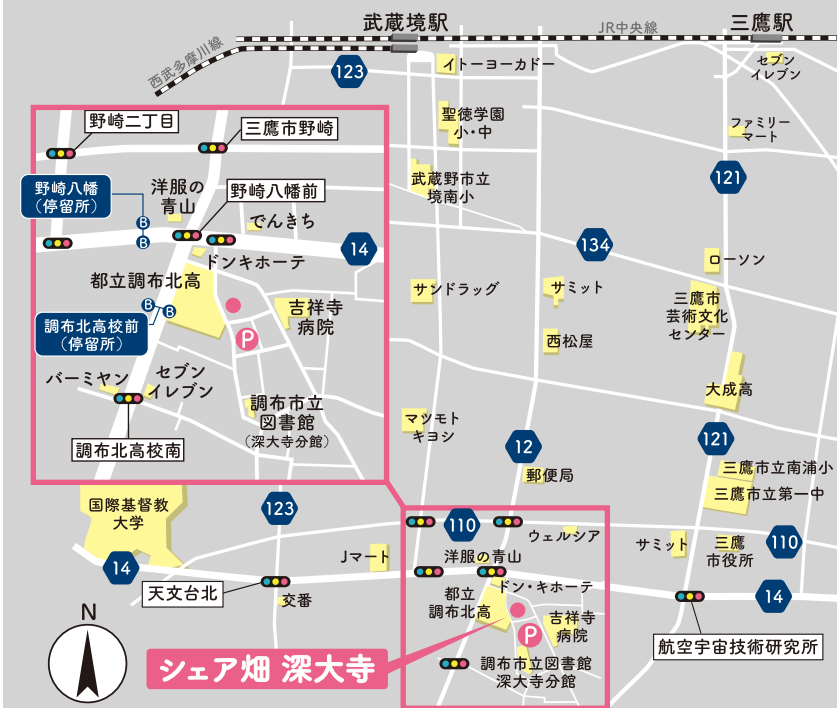 武蔵境駅
三鷹駅
JR中央線
西武多摩川線
123
イトーヨーカドー
セブン
イレブン
聖徳学園
小・中
ファミリー
マート
野崎二丁目
三鷹市野崎
武蔵野市立
境南小
121
野崎八幡
（停留所）
洋服の
青山
野崎八幡前
でんきち
B
B
14
134
ドンキホーテ
ローソン
都立調布北高
サンドラッグ
サミット
三鷹市
芸術文化
センター
B
B
吉祥寺
病院
調布北高校前
（停留所）
P
西松屋
バーミヤン
セブン
イレブン
大成高
調布市立
図書館
（深大寺分館）
マツモト
キヨシ
調布北高校南
12
121
郵便局
三鷹市立南浦小
三鷹市立第一中
国際基督教
大学
123
110
ウェルシア
サミット
三鷹
市役所
110
Jマート
洋服の青山
14
天文台北
交番
ドン・キホーテ
都立
調布北高
14
N
吉祥寺
病院
P
航空宇宙技術研究所
シェア畑 深大寺
調布市立図書館
深大寺分館